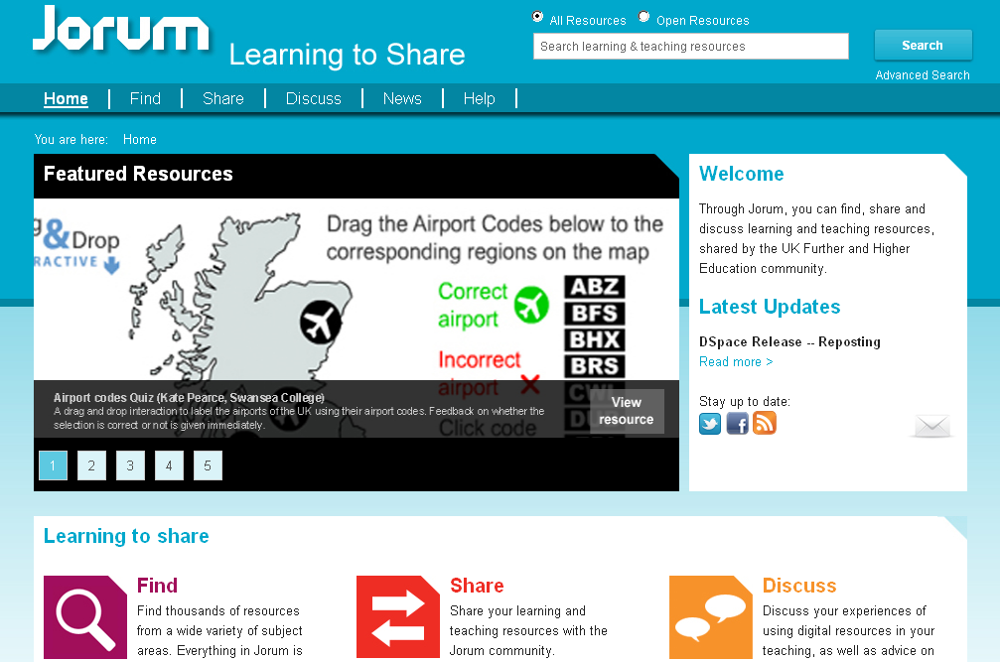 Jorum
Learning to Share
All Resources Open Resources
Search learning & teaching resources
Search
Advanced Search
Home Find Share Discuss News Help
You are here: Home
Featured Resources
g & Drop
RACTIVE
Drag the Airport Codes below to the
corresponding regions on the map
Correct
airport
Incorrect
airport
Click code
ABZ
BFS
BHX
BRS
CWL
Airport codes Quiz (Kate Pearce, Swansea College)
A drag and drop interaction to label the airports of the UK using their airport codes. Feedback on whether the
selection is correct or not is given immediately.
View
resource
1 2 3 4 5
Welcome
Through Jorum, you can find, share and
discuss learning and teaching resources,
shared by the UK Further and Higher
Education community.
Latest Updates
DSpace Release -- Reposting
Read more >
Stay up to date:
Learning to share
Find
Find thousands of resources
from a wide variety of subject
areas. Everything in Jorum is
Share
Share your learning and
teaching resources with the
Jorum community.
Discuss
Discuss your experiences of
using digital resources in your
teaching, as well as advice on